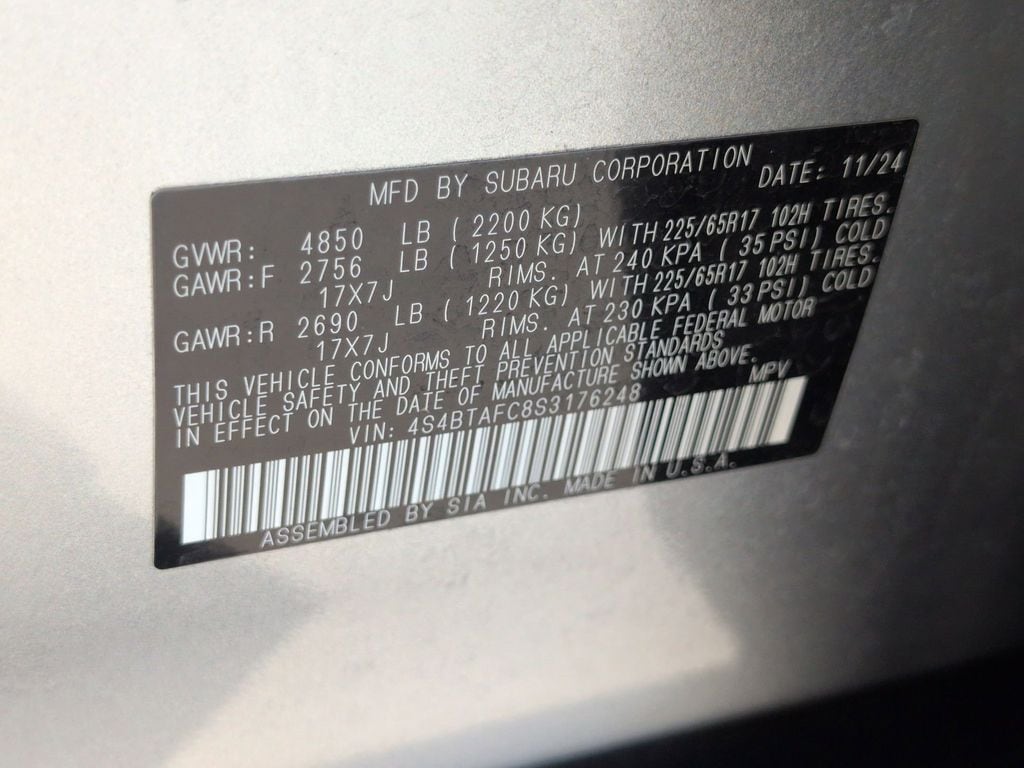 MFD BY SUBARU CORPORATION DATE: 11/24
GVWR: 4850 LB ( 2200 KG)
GAWR:F 2756 LB ( 1250 KG) WITH 225/65R17 102H TIRES.
17X7J RIMS. AT 240 KPA ( 35 PSI) COLD
GAWR:R 2690 LB ( 1220 KG) WITH 225/65R17 102H TIRES.
17X7J RIMS. AT 230 KPA ( 33 PSI) COLD
THIS VEHICLE CONFORMS TO ALL APPLICABLE FEDERAL MOTOR
VEHICLE SAFETY AND THEFT PREVENTION STANDARDS
IN EFFECT ON THE DATE OF MANUFACTURE SHOWN ABOVE.
VIN: 4S4BTAFC8S3176248 MPV
ASSEMBLED BY SIA INC. MADE IN U.S.A.